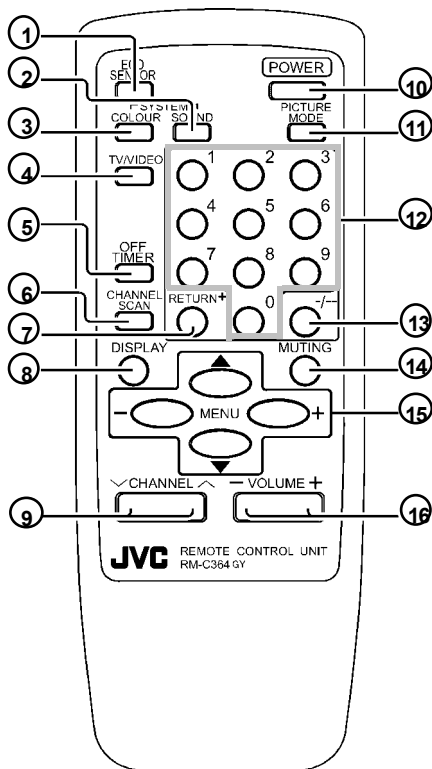 1
ECO
SENSOR
POWER
10
2
SYSTEM
COLOUR SOUND
PICTURE
MODE
3
11
4
TV/VIDEO
1 2 3
4 5 6
12
5
OFF
TIMER
7 8 9
6
CHANNEL
SCAN
RETURN+ 0 -/--
7
13
DISPLAY
MUTING
8
14
- MENU +
15
CHANNEL
- VOLUME +
9
16
JVC REMOTE CONTROL UNIT
RM-C364 GY